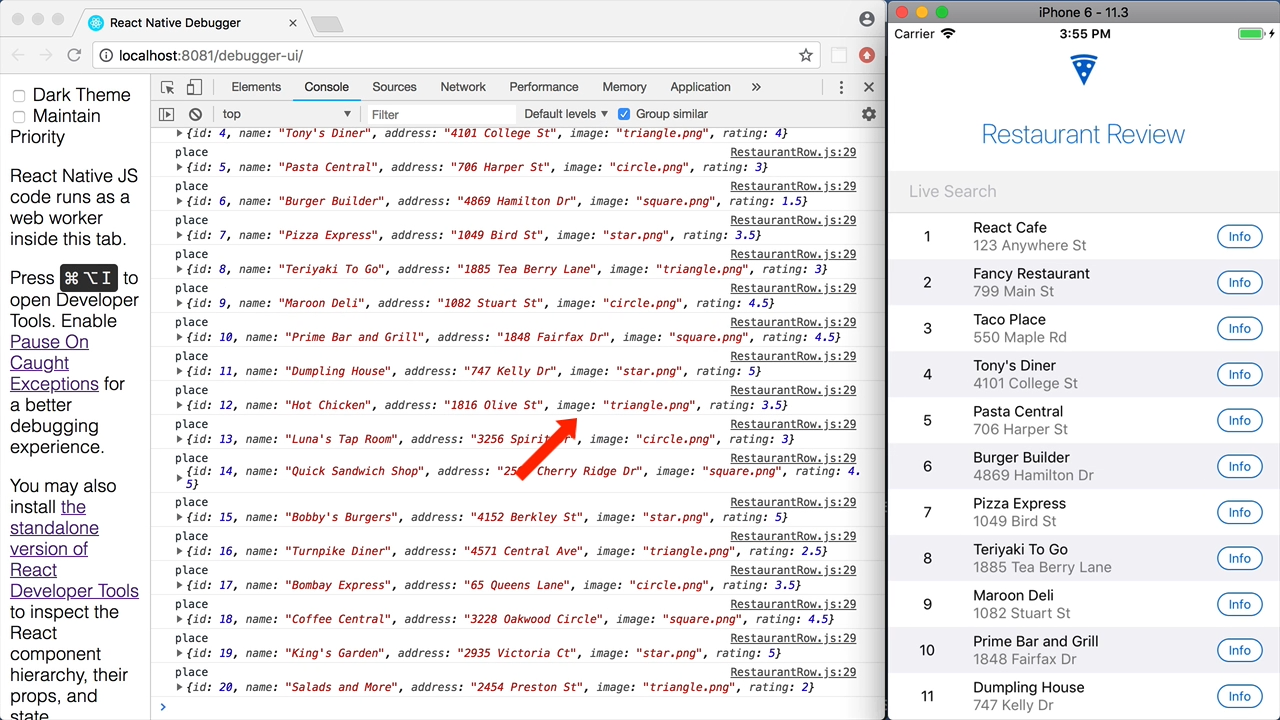 React Native Debugger
localhost:8081/debugger-ui/
Dark Theme
Maintain
Priority
React Native JS
code runs as a
web worker
inside this tab.
Press ⌘⌥I to
open Developer
Tools. Enable
Pause On
Caught
Exceptions for
a better
debugging
experience.
You may also
install the
standalone
version of
React
Developer Tools
to inspect the
React
component
hierarchy, their
props, and
state.
Elements Console Sources Network Performance Memory Application »
top Filter Default levels Group similar
{id: 4, name: "Tony's Diner", address: "4101 College St", image: "triangle.png", rating: 4}
place RestaurantRow.js:29
{id: 5, name: "Pasta Central", address: "706 Harper St", image: "circle.png", rating: 3}
place RestaurantRow.js:29
{id: 6, name: "Burger Builder", address: "4869 Hamilton Dr", image: "square.png", rating: 1.5}
place RestaurantRow.js:29
{id: 7, name: "Pizza Express", address: "1049 Bird St", image: "star.png", rating: 3.5}
place RestaurantRow.js:29
{id: 8, name: "Teriyaki To Go", address: "1885 Tea Berry Lane", image: "triangle.png", rating: 3}
place RestaurantRow.js:29
{id: 9, name: "Maroon Deli", address: "1082 Stuart St", image: "circle.png", rating: 4.5}
place RestaurantRow.js:29
{id: 10, name: "Prime Bar and Grill", address: "1848 Fairfax Dr", image: "square.png", rating: 4.5}
place RestaurantRow.js:29
{id: 11, name: "Dumpling House", address: "747 Kelly Dr", image: "star.png", rating: 5}
place RestaurantRow.js:29
{id: 12, name: "Hot Chicken", address: "1816 Olive St", image: "triangle.png", rating: 3.5}
place RestaurantRow.js:29
{id: 13, name: "Luna's Tap Room", address: "3256 Spirit", image: "circle.png", rating: 3}
place RestaurantRow.js:29
{id: 14, name: "Quick Sandwich Shop", address: Cherry Ridge Dr", image: "square.png", rating: 4.
5}
place RestaurantRow.js:29
{id: 15, name: "Bobby's Burgers", address: "4152 Berkley St", image: "star.png", rating: 5}
place RestaurantRow.js:29
{id: 16, name: "Turnpike Diner", address: "4571 Central Ave", image: "triangle.png", rating: 2.5}
place RestaurantRow.js:29
{id: 17, name: "Bombay Express", address: "65 Queens Lane", image: "circle.png", rating: 3.5}
place RestaurantRow.js:29
{id: 18, name: "Coffee Central", address: "3228 Oakwood Circle", image: "square.png", rating: 4.5}
place RestaurantRow.js:29
{id: 19, name: "King's Garden", address: "2935 Victoria Ct", image: "star.png", rating: 5}
place RestaurantRow.js:29
{id: 20, name: "Salads and More", address: "2454 Preston St", image: "triangle.png", rating: 2}
iPhone 6 - 11.3
Carrier 3:55 PM
Restaurant Review
Live Search
1 React Cafe Info
123 Anywhere St
2 Fancy Restaurant Info
799 Main St
3 Taco Place Info
550 Maple Rd
4 Tony's Diner Info
4101 College St
5 Pasta Central Info
706 Harper St
6 Burger Builder Info
4869 Hamilton Dr
7 Pizza Express Info
1049 Bird St
8 Teriyaki To Go Info
1885 Tea Berry Lane
9 Maroon Deli Info
1082 Stuart St
10 Prime Bar and Grill Info
1848 Fairfax Dr
11 Dumpling House Info
747 Kelly Dr